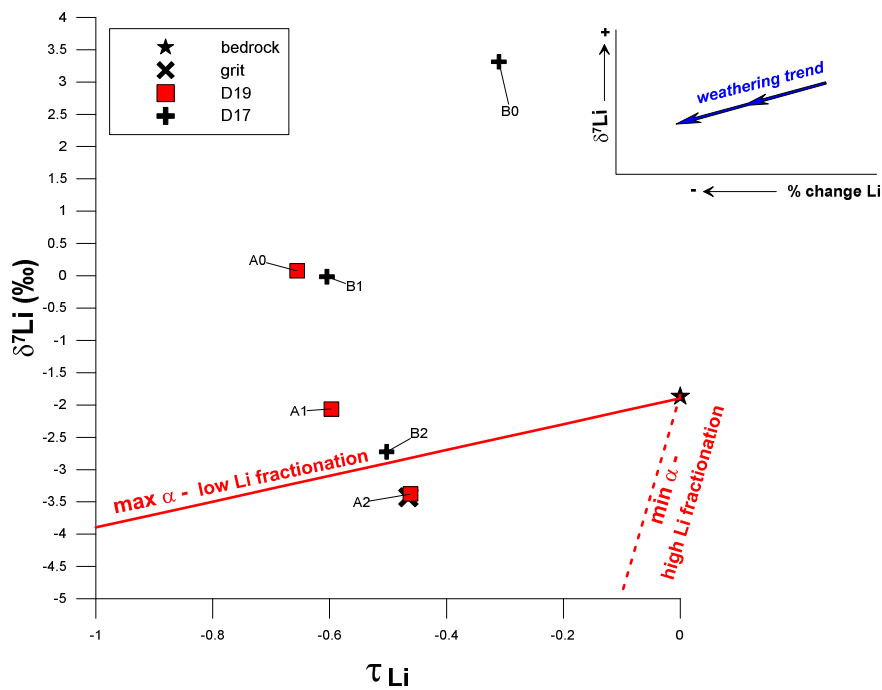 4
3.5
3
2.5
2
1.5
1
0.5
0
-0.5
-1
-1.5
-2
-2.5
-3
-3.5
-4
-4.5
-5
δ⁷Li (‰)
bedrock
grit
D19
D17
B0
A0
B1
A1
B2
A2
max α - low Li fractionation
min α -
high Li fractionation
+
δ⁷Li
weathering trend
- % change Li
-1
-0.8
-0.6
-0.4
-0.2
0
τ Li